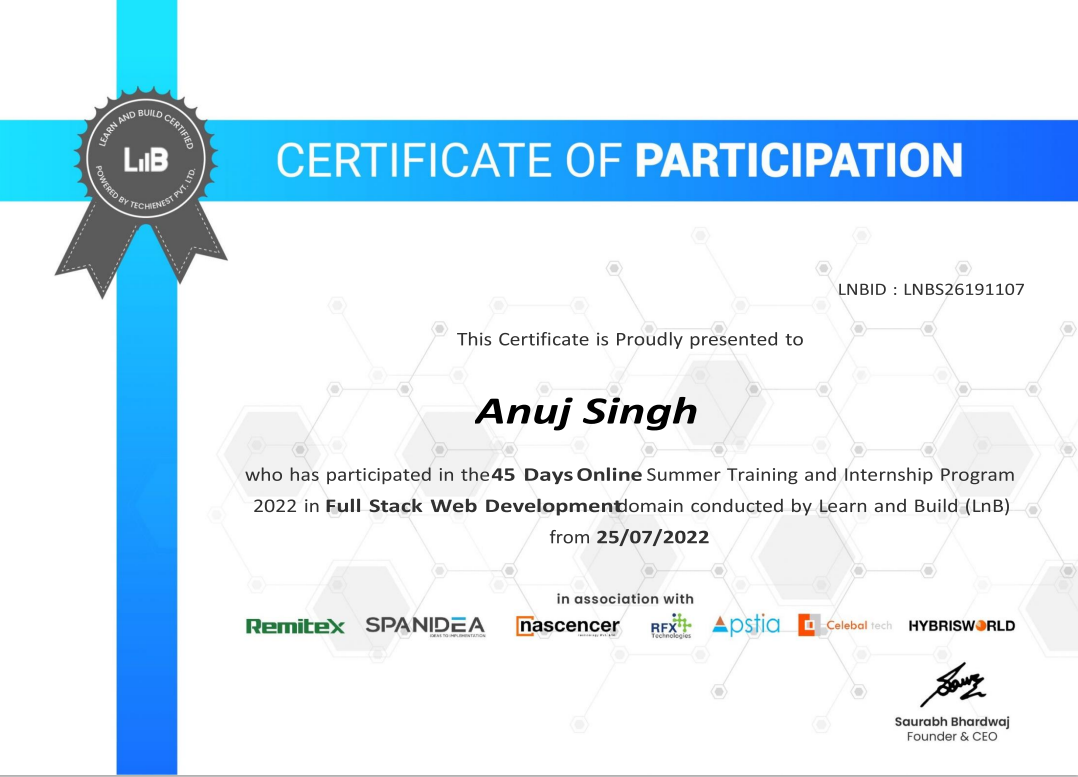 LEARN AND BUILD CERTIFIED
LnB
POWERED BY TECHIENEST PVT. LTD.
CERTIFICATE OF PARTICIPATION
LNBID : LNBS26191107
This Certificate is Proudly presented to
Anuj Singh
who has participated in the 45 Days Online Summer Training and Internship Program
2022 in Full Stack Web Development domain conducted by Learn and Build (LnB)
from 25/07/2022
in association with
Remitex SPANIDEA nascencer RFX Apstia Celebal tech HYBRISWORLD
IDEAS TO IMPLEMENTATION Technologies
Saurabh Bhardwaj
Founder & CEO